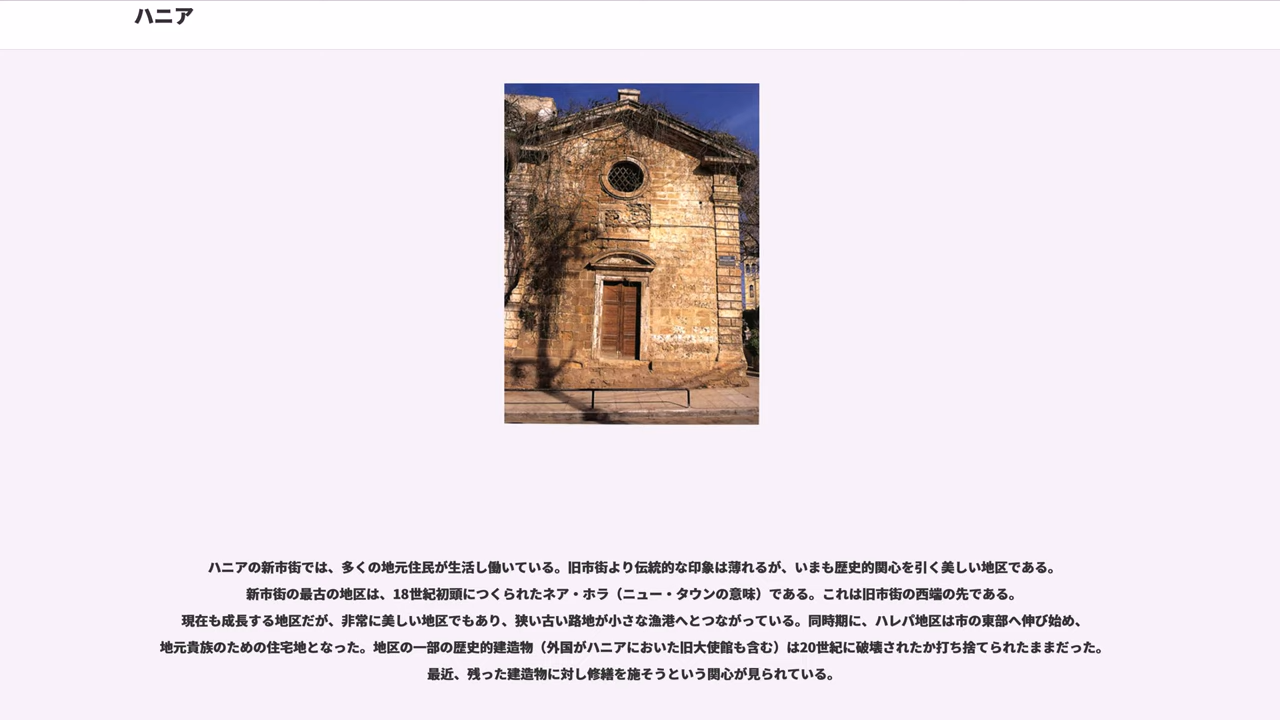 ハニア
ハニアの新市街では、多くの地元住民が生活し働いている。旧市街より伝統的な印象は薄れるが、いまも歴史的関心を引く美しい地区である。
新市街の最古の地区は、18世紀初頭につくられたネア・ホラ（ニュー・タウンの意味）である。これは旧市街の西端の先である。
現在も成長する地区だが、非常に美しい地区でもあり、狭い古い路地が小さな漁港へとつながっている。同時期に、ハレパ地区は市の東部へ伸び始め、
地元貴族のための住宅地となった。地区の一部の歴史的建造物（外国がハニアにおいた旧大使館も含む）は20世紀に破壊されたか打ち捨てられたままだった。
最近、残った建造物に対し修繕を施そうという関心が見られている。